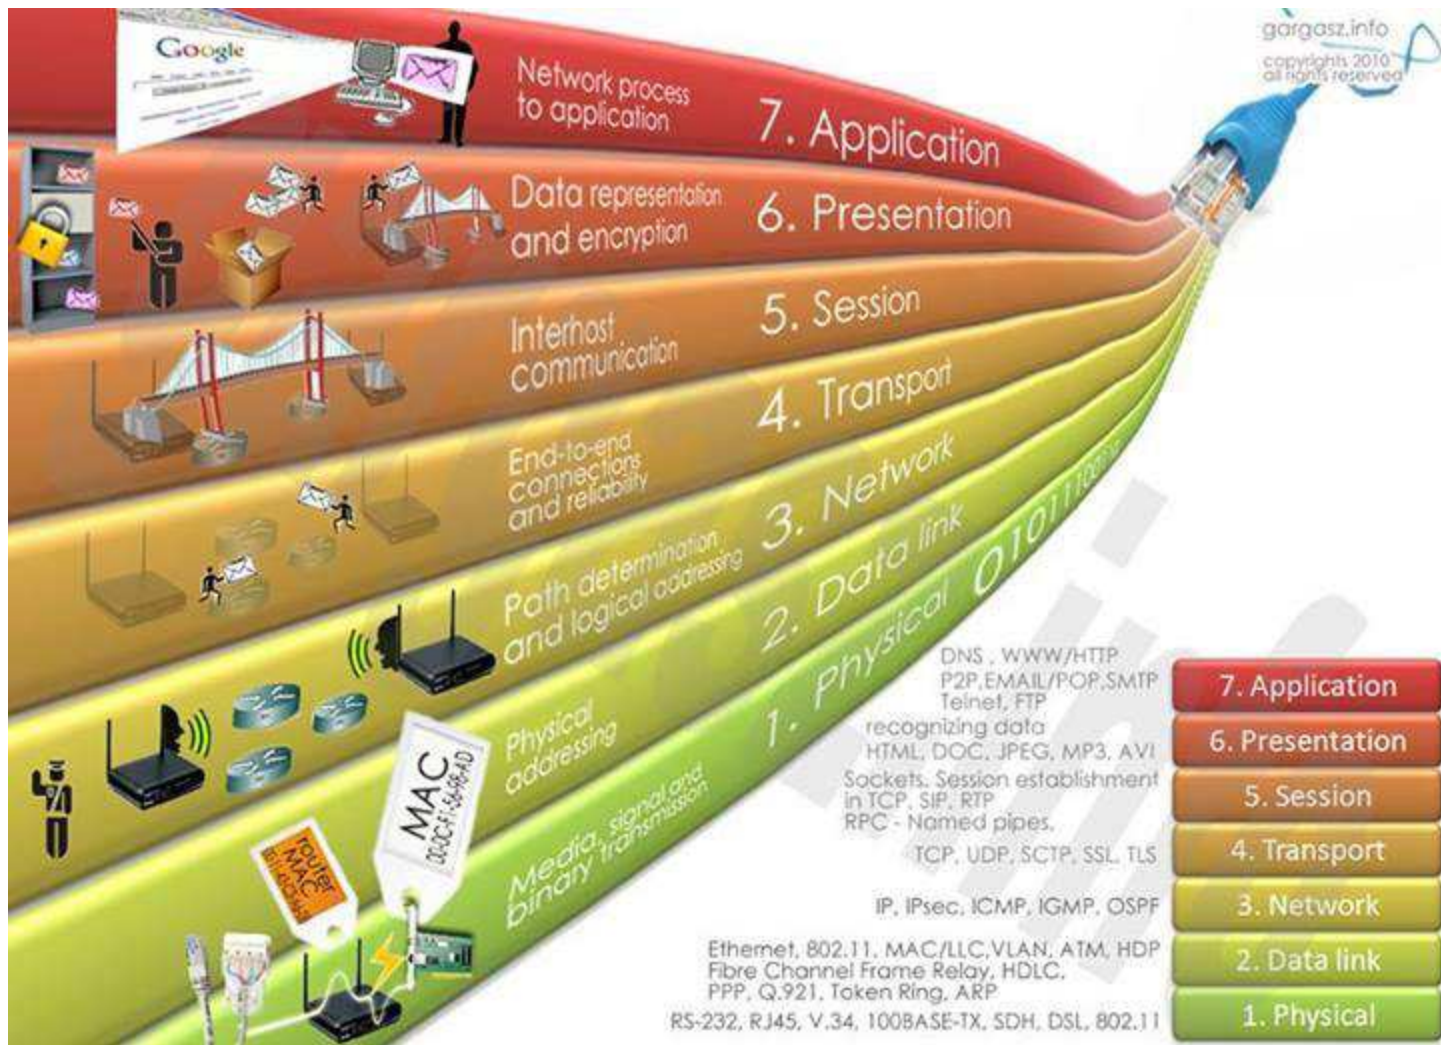 Google
gargasz.info
copyrights 2010
all rights reserved
Network process
to application
7. Application
Data representation
and encryption
6. Presentation
Interhost
communication
5. Session
End-to-end
connections
and reliability
4. Transport
Path determination
and logical addressing
3. Network
Physical
addressing
2. Data link
Media, signal and
binary transmission
1. Physical
MAC
router
MAC
DNS , WWW/HTTP
P2P,EMAIL/POP,SMTP
Telnet, FTP
7. Application
recognizing data
HTML, DOC, JPEG, MP3, AVI
6. Presentation
Sockets. Session establishment
in TCP, SIP, RTP
RPC - Named pipes.
5. Session
TCP, UDP, SCTP, SSL, TLS
4. Transport
IP, IPsec, ICMP, IGMP, OSPF
3. Network
Ethernet, 802.11, MAC/LLC,VLAN, ATM, HDP
Fibre Channel Frame Relay, HDLC,
PPP, Q.921, Token Ring, ARP
2. Data link
RS-232, RJ45, V.34, 100BASE-TX, SDH, DSL, 802.11
1. Physical